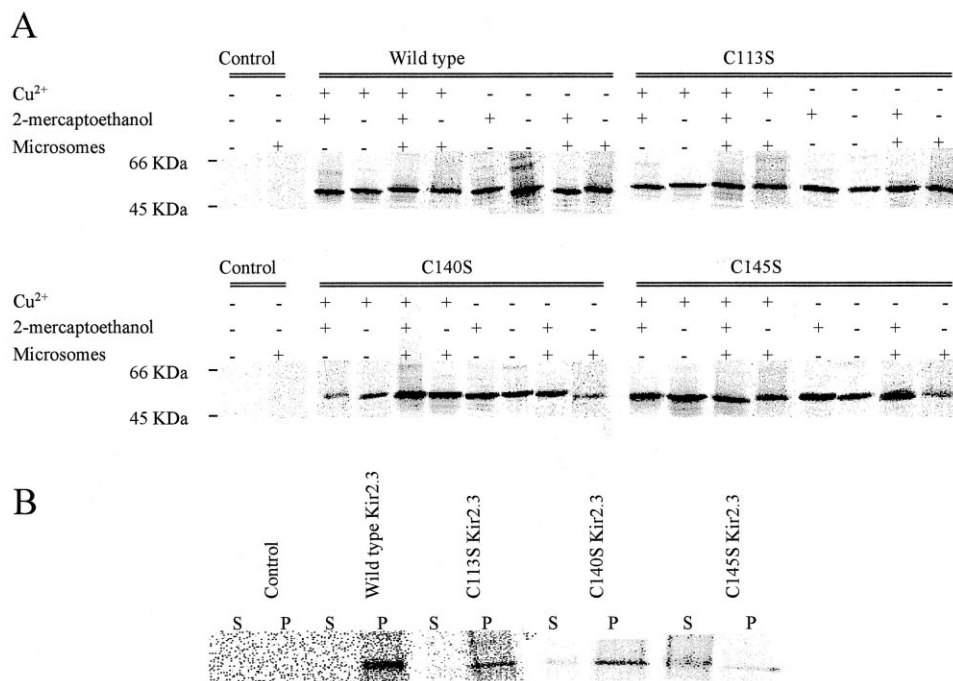 A
Control Wild type C113S
Cu2+ - - + + + + - - - - + + + + - - - -
2-mercaptoethanol - - + - + - + - + - + - + - + - + -
Microsomes - + - - + + - - + + - - + + - - + +
66 KDa
45 KDa
Control C140S C145S
Cu2+ - - + + + + - - - - + + + + - - - -
2-mercaptoethanol - - + - + - + - + - + - + - + - + -
Microsomes - + - - + + - - + + - - + + - - + +
66 KDa
45 KDa
B
Control
Wild type Kir2.3
C113S Kir2.3
C140S Kir2.3
C145S Kir2.3
S P S P S P S P S P